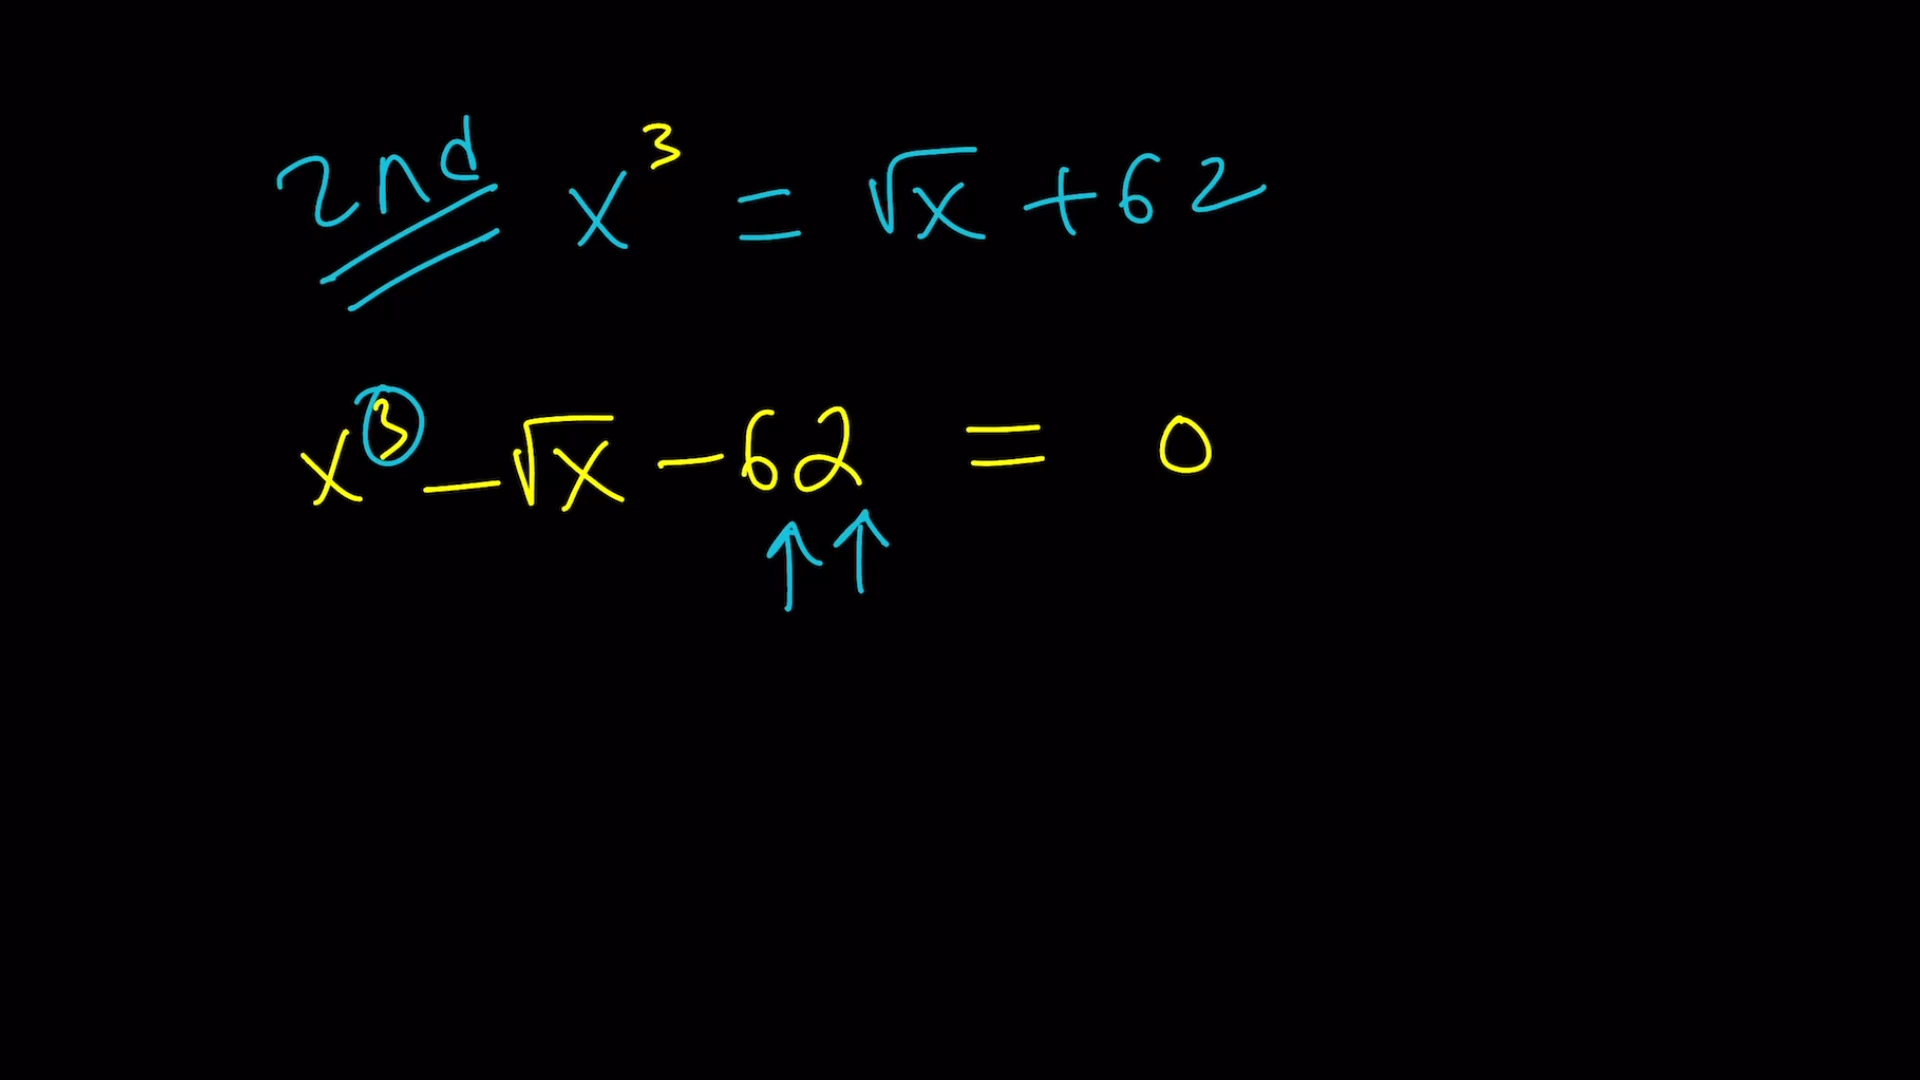 2nd x³ = √x + 62
x³ - √x - 62 = 0